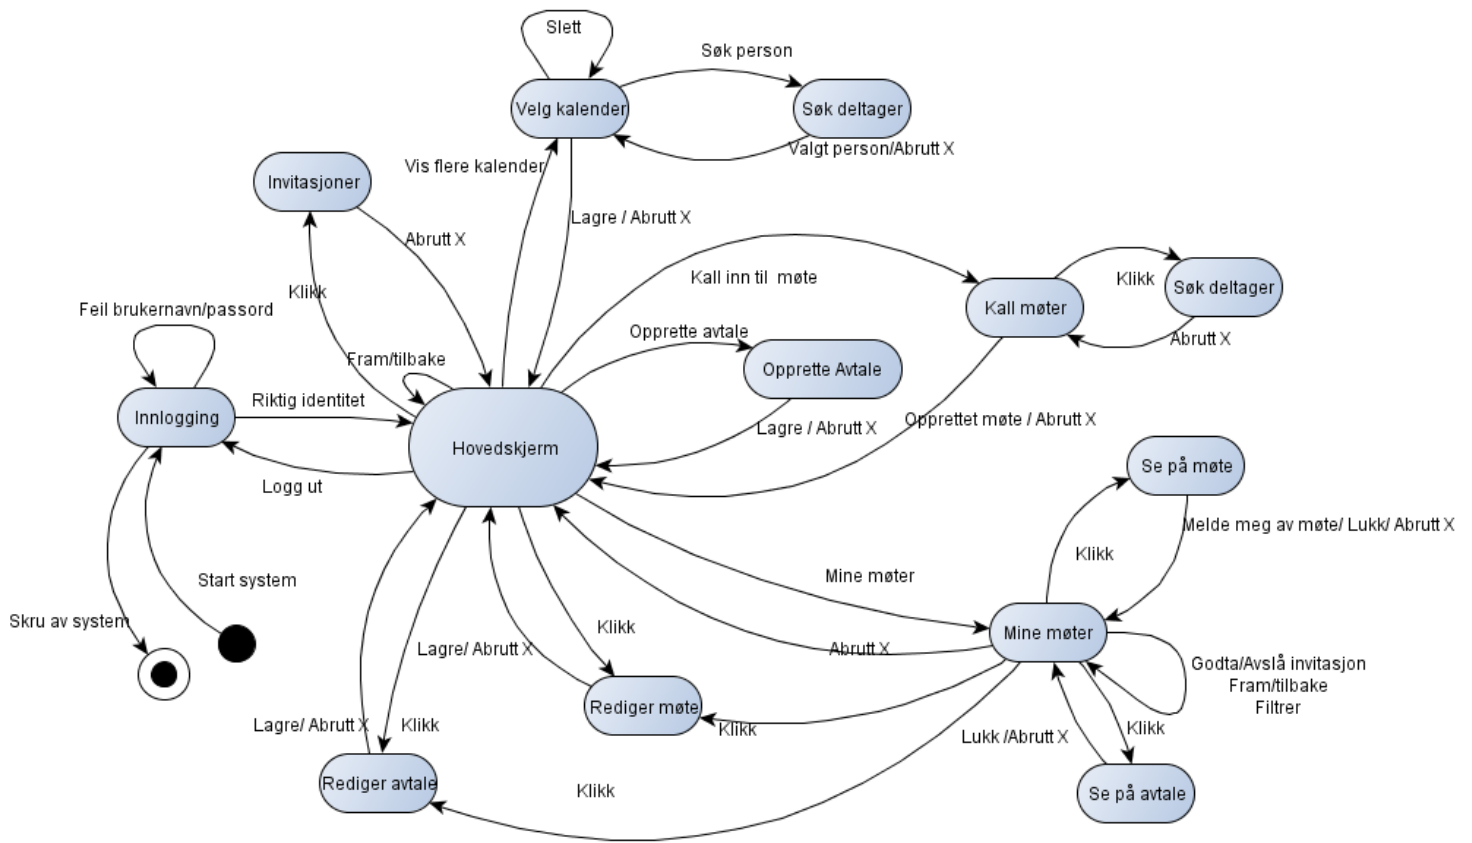 Slett
Søk person
Velg kalender
Søk deltager
Valgt person/Abrutt X
Vis flere kalender
Invitasjoner
Lagre / Abrutt X
Abrutt X
Kall inn til møte
Klikk
Søk deltager
Klikk
Kall møter
Feil brukernavn/passord
Opprette avtale
Abrutt X
Fram/tilbake
Opprette Avtale
Riktig identitet
Innlogging
Opprettet møte / Abrutt X
Lagre / Abrutt X
Hovedskjerm
Se på møte
Logg ut
Melde meg av møte/ Lukk/ Abrutt X
Klikk
Start system
Mine møter
Skru av system
Klikk
Mine møter
Lagre/ Abrutt X
Abrutt X
Godta/Avslå invitasjon
Fram/tilbake
Filtrer
Rediger møte
Lagre/ Abrutt X
Klikk
Klikk
Lukk /Abrutt X
Klikk
Rediger avtale
Klikk
Se på avtale